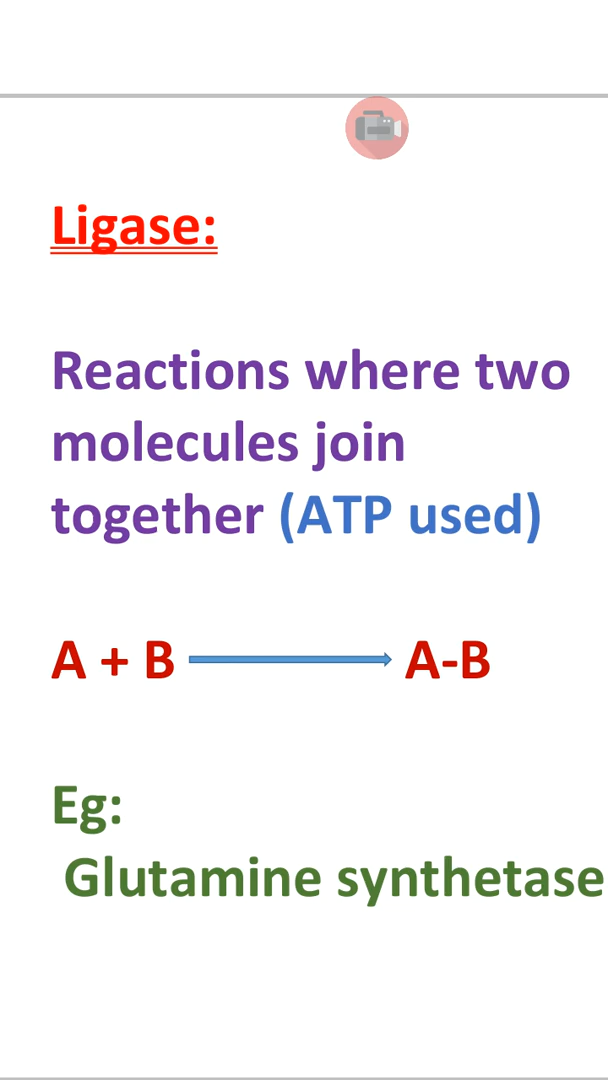 Ligase:
Reactions where two
molecules join
together (ATP used)
A + B A-B
Eg:
Glutamine synthetase